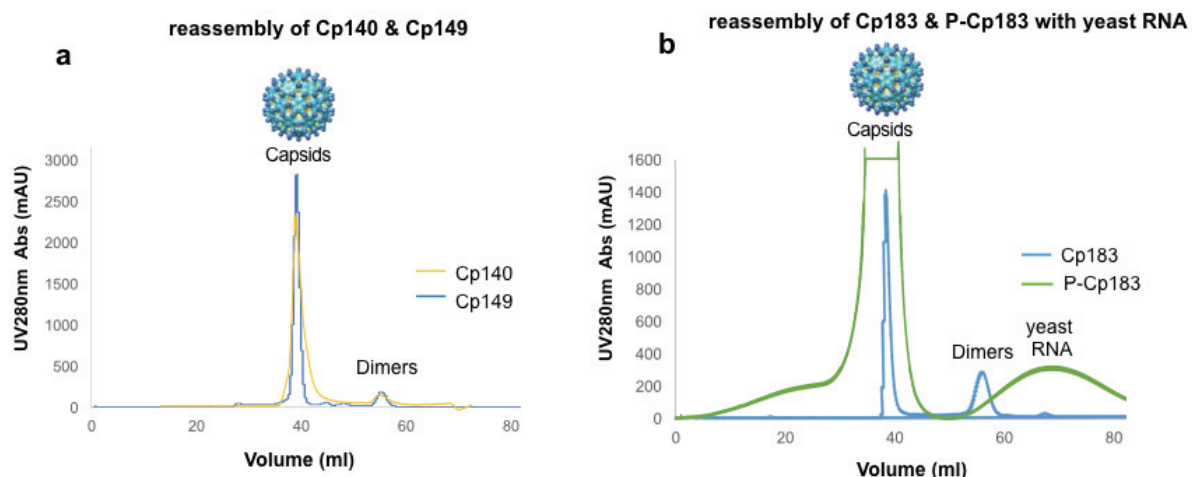 reassembly of Cp140 & Cp149
a
Capsids
3000
2500
2000
1500
1000
500
0
UV280nm Abs (mAU)
Cp140
Cp149
Dimers
0 20 40 60 80
Volume (ml)
reassembly of Cp183 & P-Cp183 with yeast RNA
b
Capsids
1600
1400
1200
1000
800
600
400
200
0
UV280nm Abs (mAU)
Cp183
P-Cp183
Dimers
yeast
RNA
0 20 40 60 80
Volume (ml)